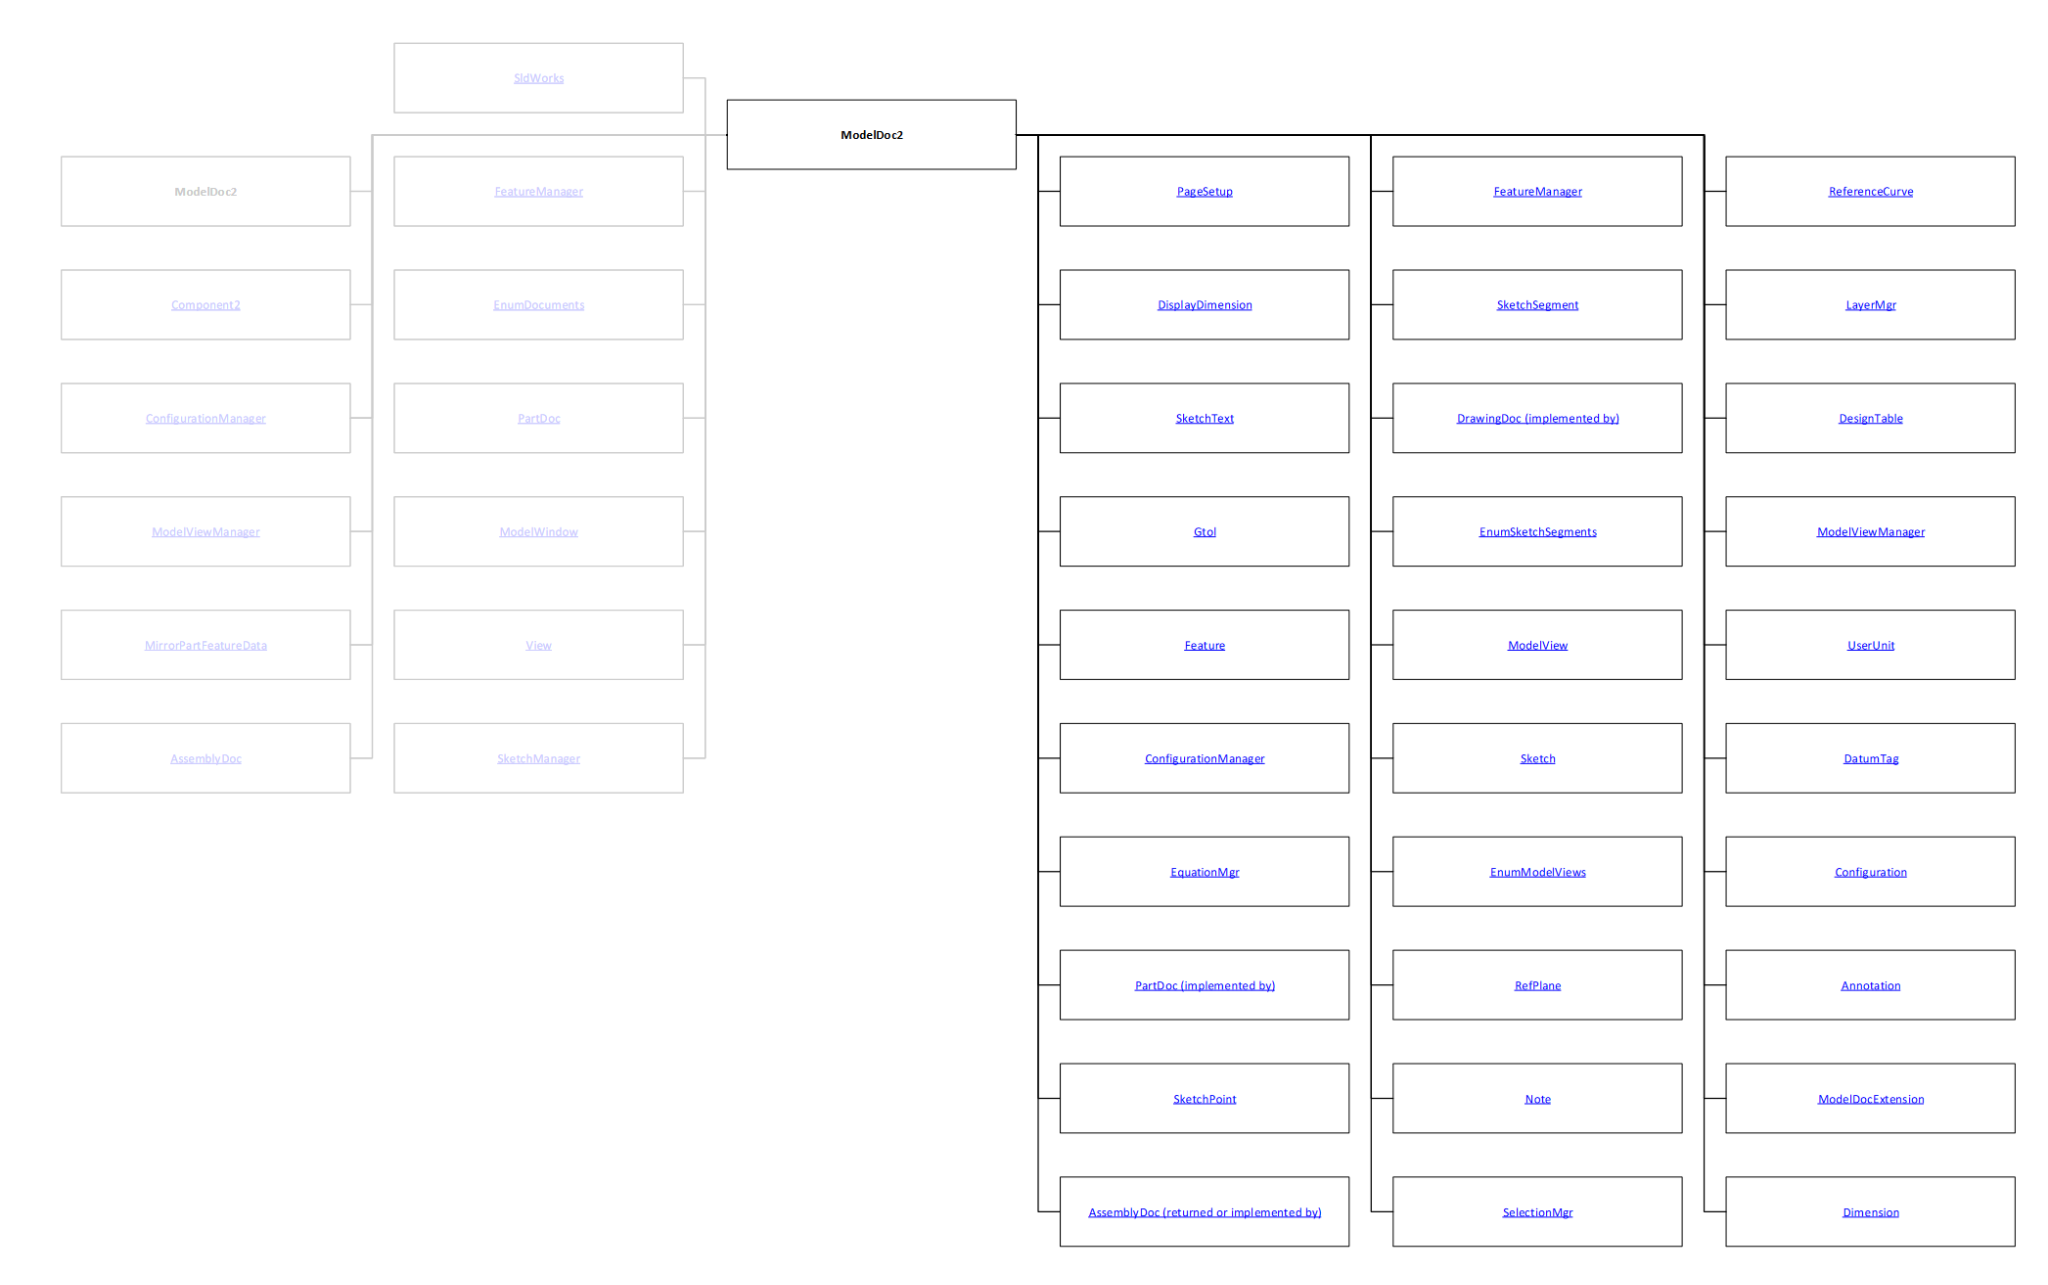 SldWorks
ModelDoc2
ModelDoc2
FeatureManager
PageSetup
FeatureManager
ReferenceCurve
Component2
EnumDocuments
DisplayDimension
SketchSegment
LayerMgr
ConfigurationManager
PartDoc
SketchText
DrawingDoc (implemented by)
DesignTable
ModelViewManager
ModelWindow
Gtol
EnumSketchSegments
ModelViewManager
MirrorPartFeatureData
View
Feature
ModelView
UserUnit
AssemblyDoc
SketchManager
ConfigurationManager
Sketch
DatumTag
EquationMgr
EnumModelViews
Configuration
PartDoc (implemented by)
RefPlane
Annotation
SketchPoint
Note
ModelDocExtension
AssemblyDoc (returned or implemented by)
SelectionMgr
Dimension